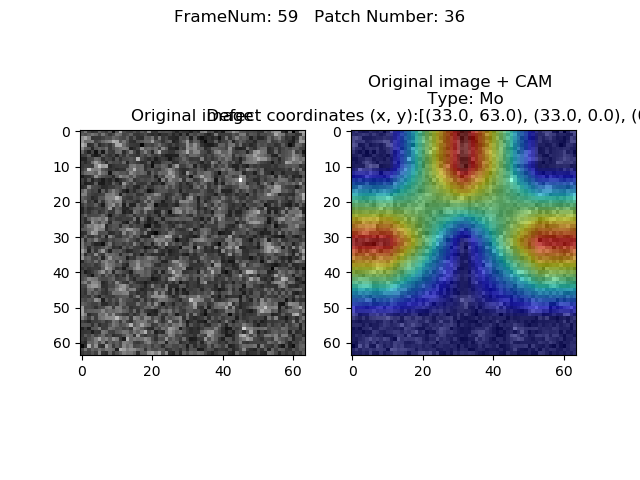 FrameNum: 59   Patch Number: 36
Original image + CAM
Type: Mo
Original image
Defect coordinates (x, y):[(33.0, 63.0), (33.0, 0.0), (
0
10
20
30
40
50
60
0 20 40 60
0
10
20
30
40
50
60
0 20 40 60